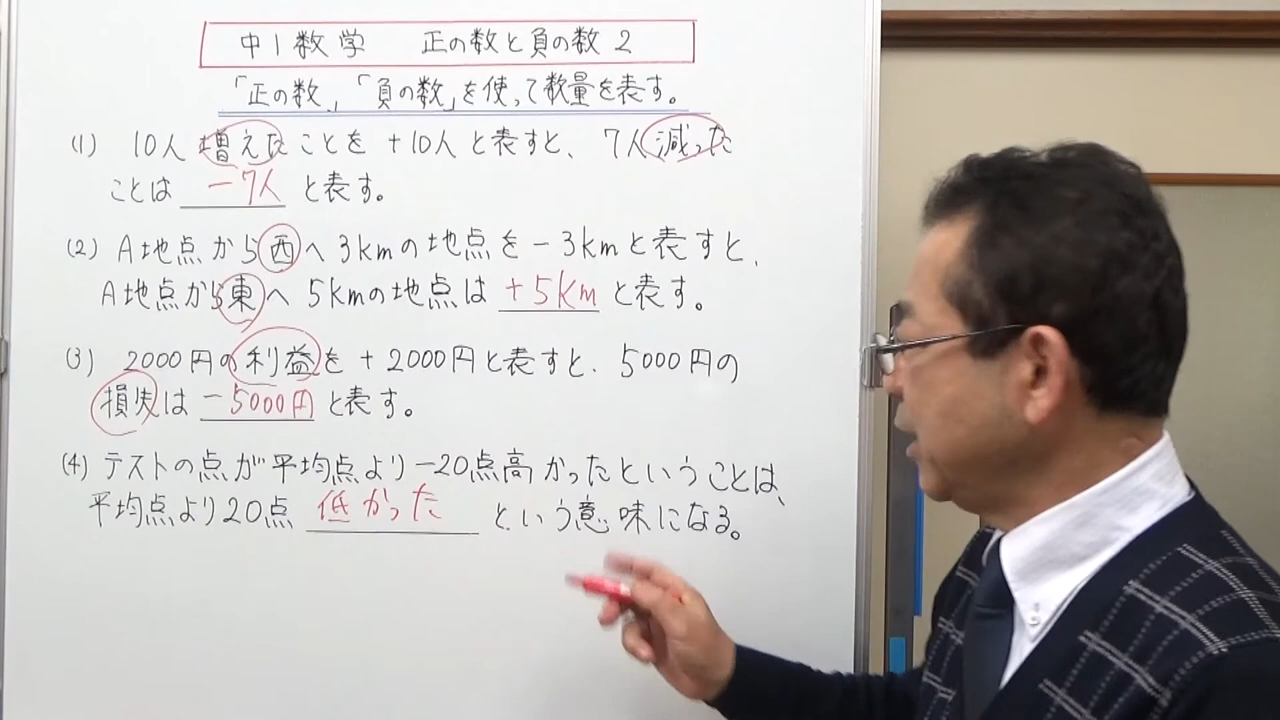 中1数学 正の数と負の数 2
「正の数」「負の数」を使って数量を表す。
(1) 10人増えたことを +10人と表すと、7人減った
ことは -7人 と表す。
(2) A地点から西へ3kmの地点を-3kmと表すと、
A地点から東へ 5kmの地点は +5km と表す。
(3) 2000円の利益を +2000円と表すと、5000円の
損失は -5000円 と表す。
(4) テストの点が平均点より-20点高かったということは、
平均点より20点 低かった という意味になる。